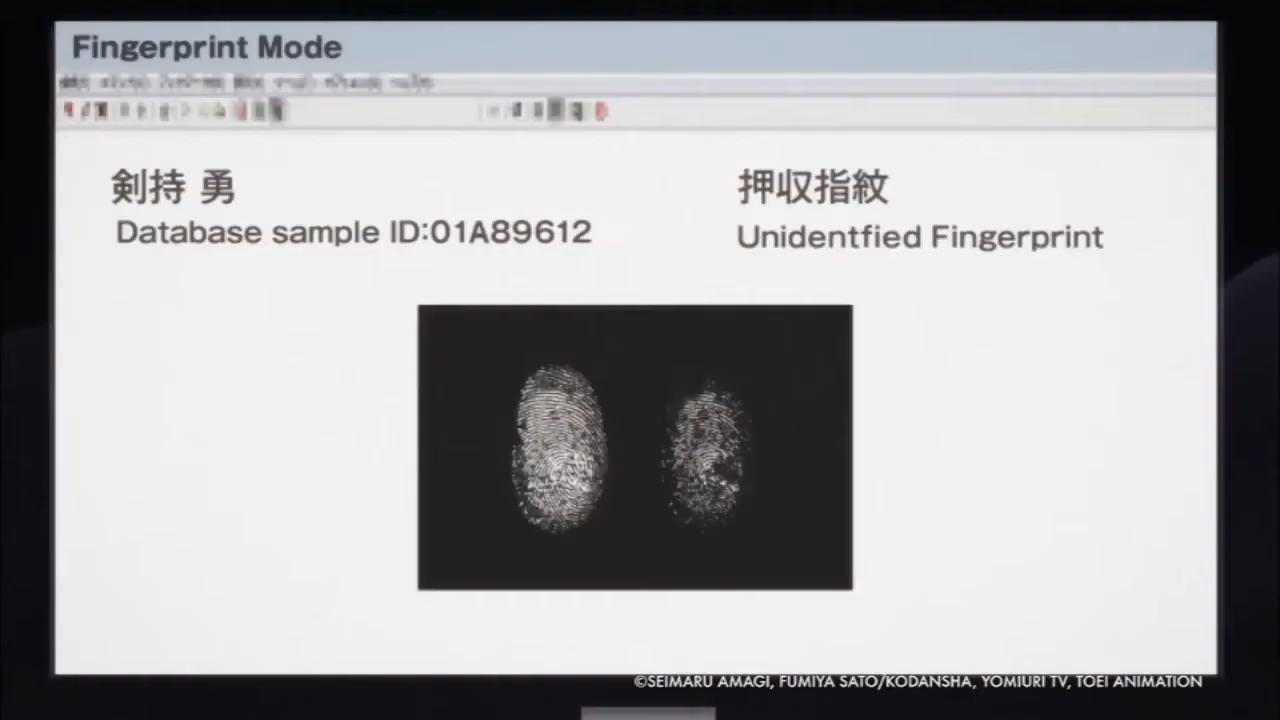 Fingerprint Mode
剣持 勇
Database sample ID:01A89612
押収指紋
Unidentfied Fingerprint
©SEIMARU AMAGI, FUMIYA SATO/KODANSHA, YOMIURI TV, TOEI ANIMATION